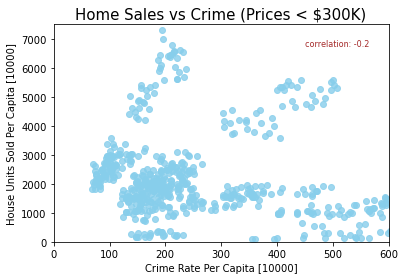 Home Sales vs Crime (Prices < $300K)
correlation: -0.2
House Units Sold Per Capita [10000]
7000
6000
5000
4000
3000
2000
1000
0
0 100 200 300 400 500 600
Crime Rate Per Capita [10000]